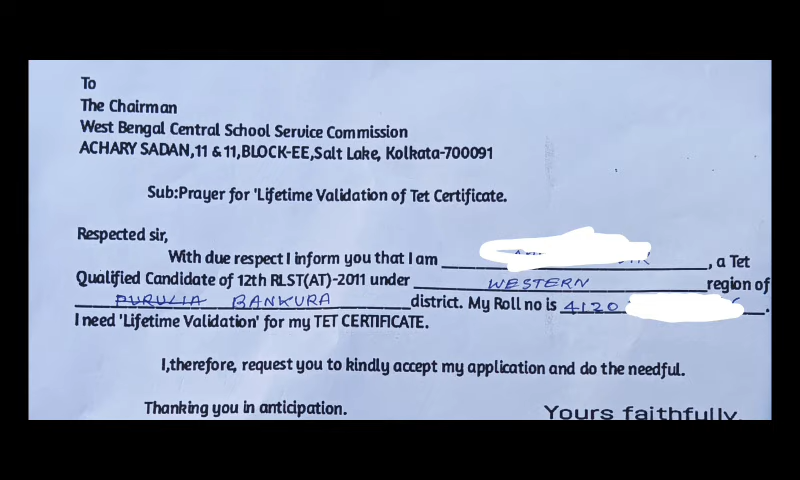 To
The Chairman
West Bengal Central School Service Commission
ACHARY SADAN,11 & 11,BLOCK-EE,Salt Lake, Kolkata-700091
Sub:Prayer for 'Lifetime Validation of Tet Certificate.
Respected sir,
With due respect I inform you that I am , a Tet
Qualified Candidate of 12th RLST(AT)-2011 under WESTERN region of
PURULIA BANKURA district. My Roll no is 4120 .
I need 'Lifetime Validation' for my TET CERTIFICATE.
I,therefore, request you to kindly accept my application and do the needful.
Thanking you in anticipation.
Yours faithfully,